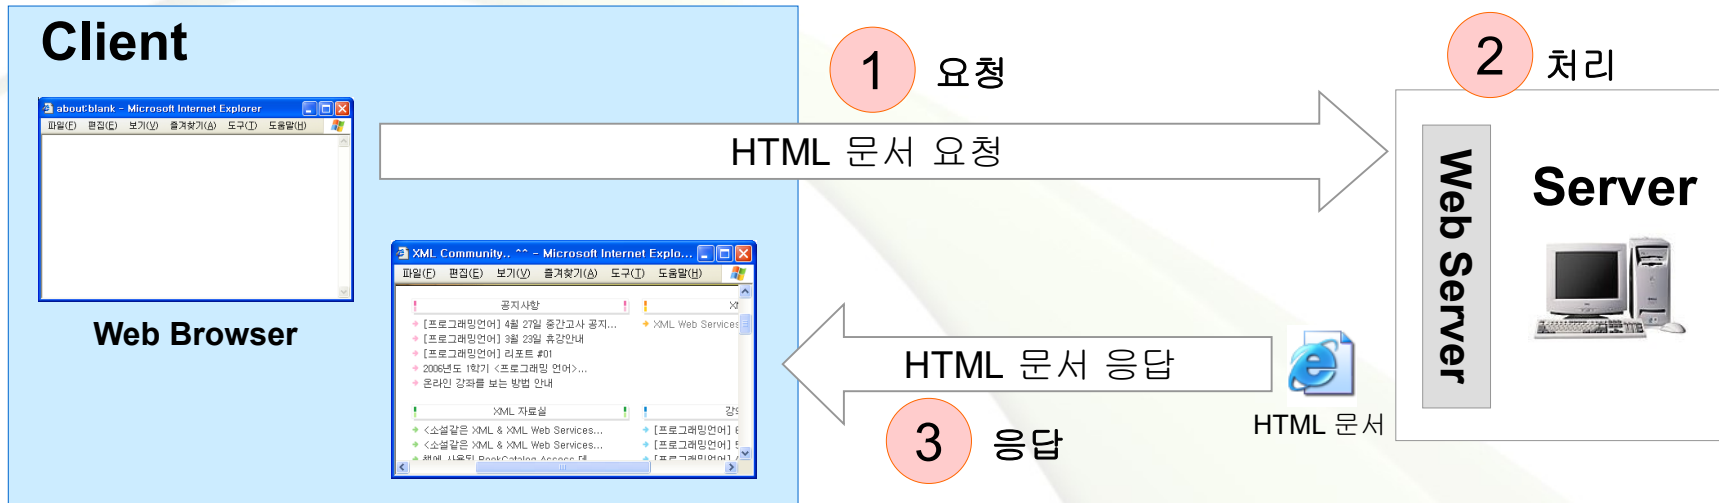 Client
about:blank - Microsoft Internet Explorer
파일(F) 편집(E) 보기(V) 즐겨찾기(A) 도구(T) 도움말(H)
Web Browser
1 요청
HTML 문서 요청
2 처리
Web Server
Server
XML Community.. ^^ - Microsoft Internet Explo...
파일(F) 편집(E) 보기(V) 즐겨찾기(A) 도구(T) 도움말(H)
공지사항
[프로그래밍언어] 4월 27일 중간고사 공지...
XML Web Services
[프로그래밍언어] 3월 23일 휴강안내
[프로그래밍언어] 리포트 #01
2006년도 1학기 <프로그래밍 언어>...
온라인 강좌를 보는 방법 안내
XML 자료실
<소설같은 XML & XML Web Services...
[프로그래밍언어]
<소설같은 XML & XML Web Services...
[프로그래밍언어]
HTML 문서 응답
HTML 문서
3 응답